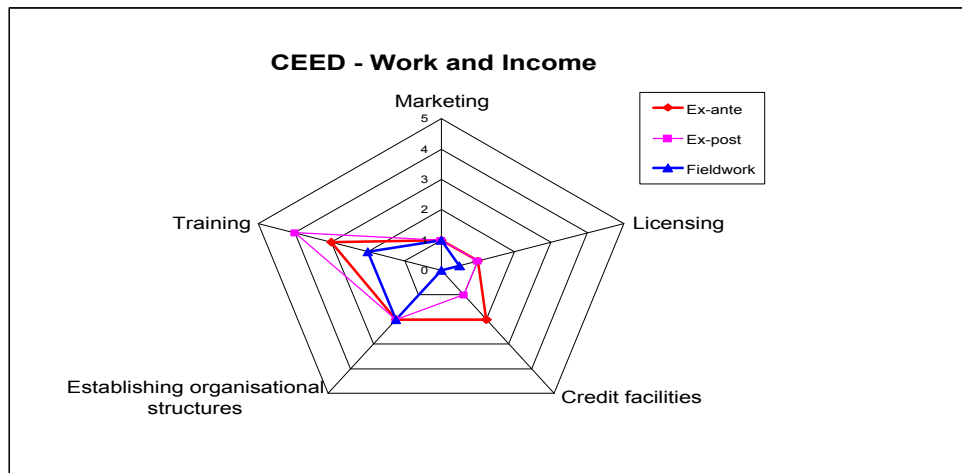 CEED - Work and Income
Marketing
Ex-ante
Ex-post
Fieldwork
5
4
3
2
1
0
Training
Licensing
Establishing organisational
structures
Credit facilities